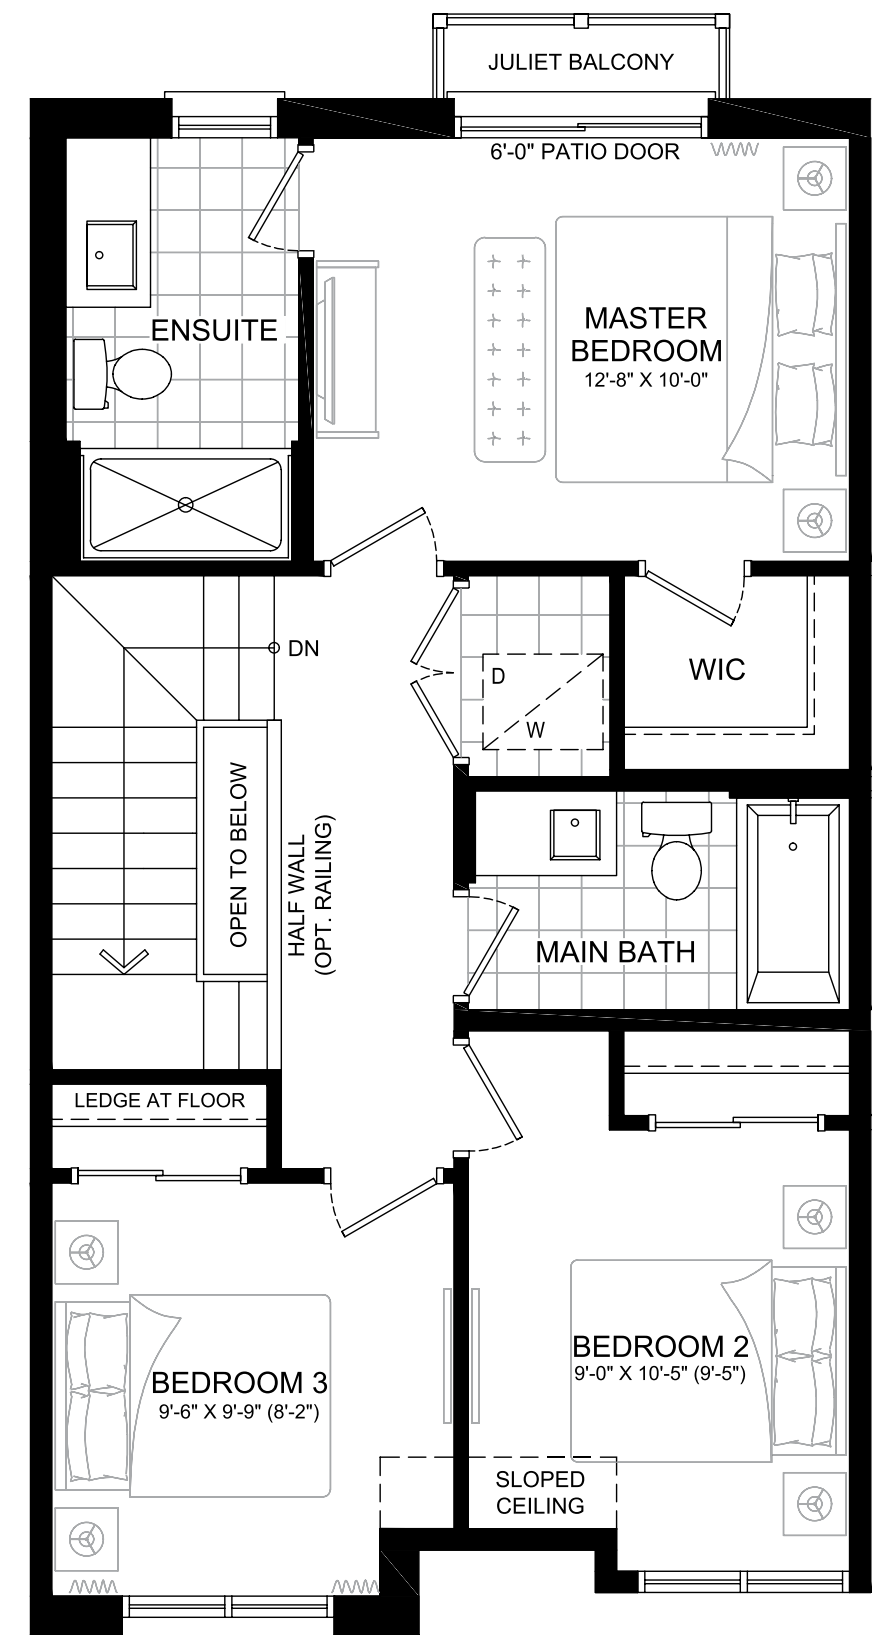 JULIET BALCONY
6'-0" PATIO DOOR
ENSUITE
MASTER
BEDROOM
12'-8" X 10'-0"
DN
D
W
WIC
OPEN TO BELOW
HALF WALL
(OPT. RAILING)
MAIN BATH
LEDGE AT FLOOR
BEDROOM 2
9'-0" X 10'-5" (9'-5")
BEDROOM 3
9'-6" X 9'-9" (8'-2")
SLOPED
CEILING